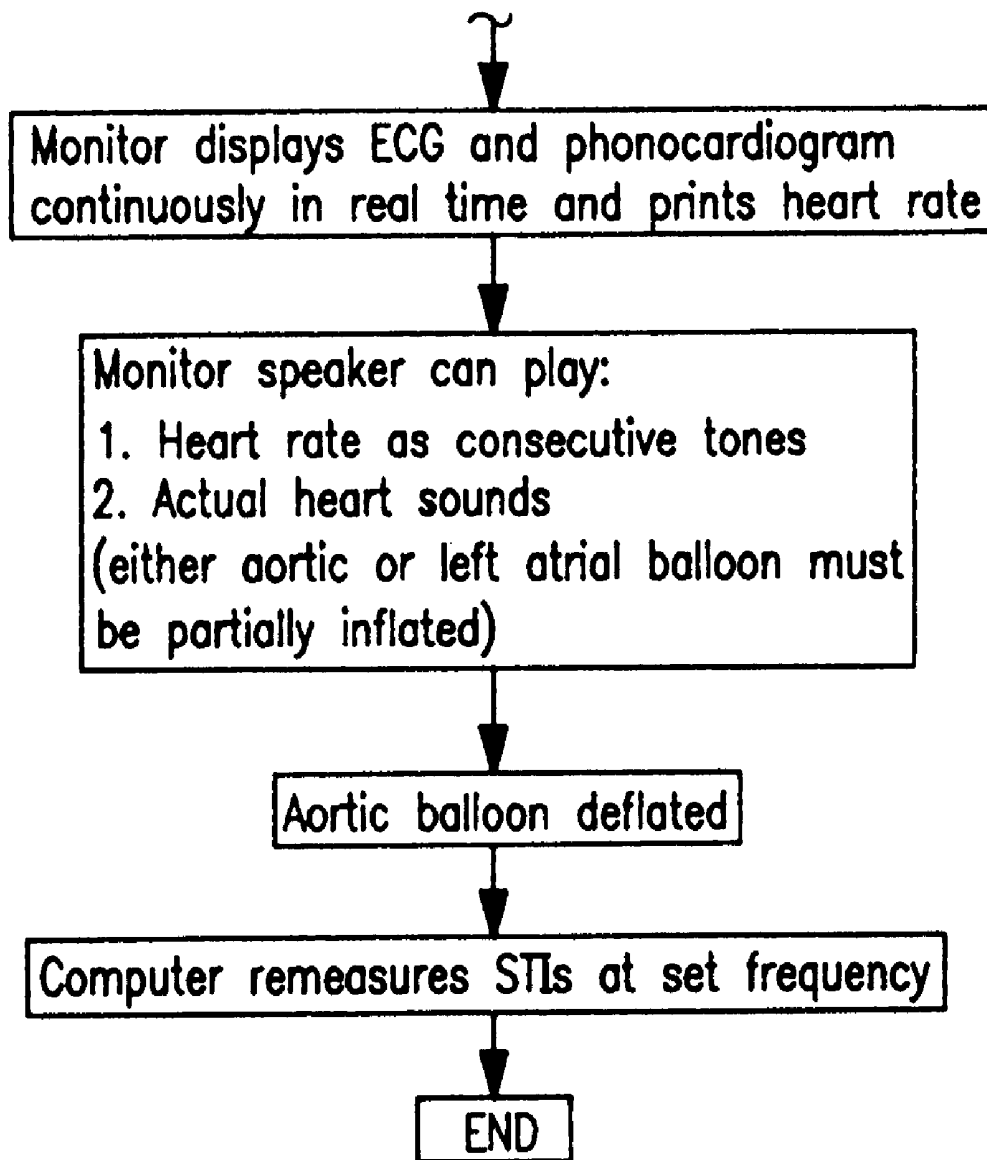 Monitor displays ECG and phonocardiogram
continuously in real time and prints heart rate
Monitor speaker can play:
1. Heart rate as consecutive tones
2. Actual heart sounds
(either aortic or left atrial balloon must
be partially inflated)
Aortic balloon deflated
Computer remeasures STIs at set frequency
END